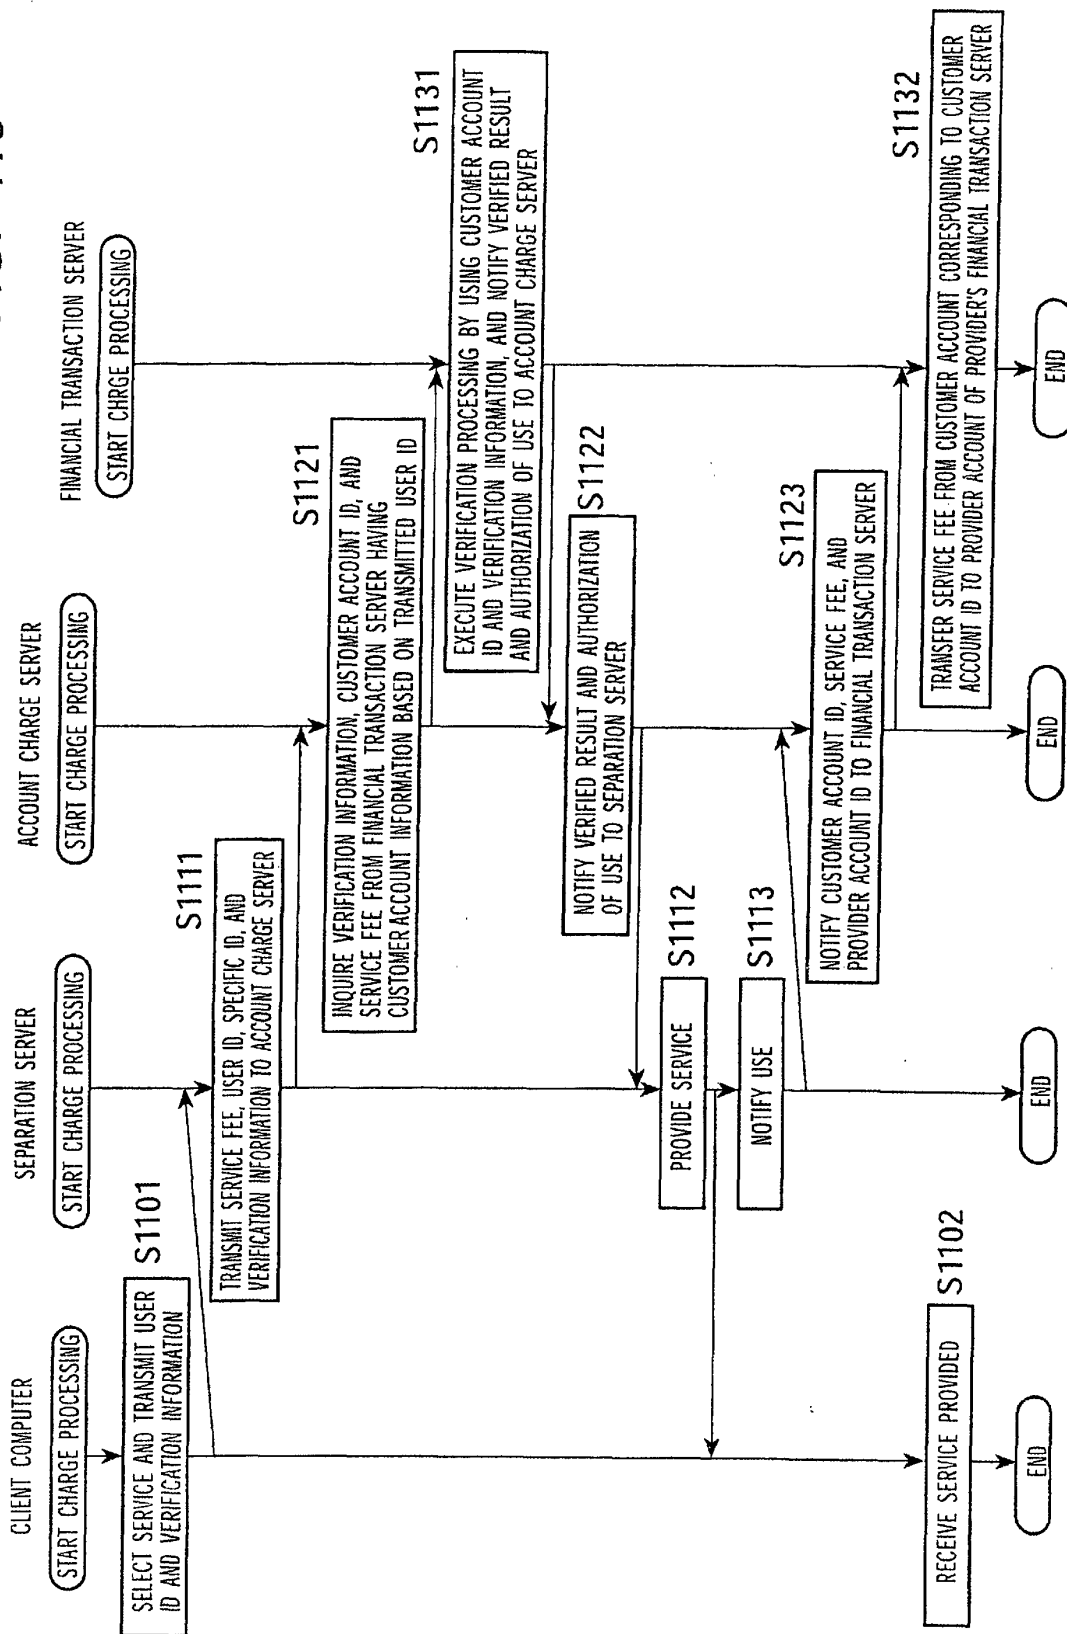 CLIENT COMPUTER
START CHARGE PROCESSING
SELECT SERVICE AND TRANSMIT USER
ID AND VERIFICATION INFORMATION
S1101
RECEIVE SERVICE PROVIDED
S1102
END
SEPARATION SERVER
START CHARGE PROCESSING
TRANSMIT SERVICE FEE, USER ID, SPECIFIC ID, AND
VERIFICATION INFORMATION TO ACCOUNT CHARGE SERVER
S1111
PROVIDE SERVICE
S1112
NOTIFY USE
S1113
END
ACCOUNT CHARGE SERVER
START CHARGE PROCESSING
INQUIRE VERIFICATION INFORMATION, CUSTOMER ACCOUNT ID, AND
SERVICE FEE FROM FINANCIAL TRANSACTION SERVER HAVING
CUSTOMER ACCOUNT INFORMATION BASED ON TRANSMITTED USER ID
S1121
NOTIFY VERIFIED RESULT AND AUTHORIZATION
OF USE TO SEPARATION SERVER
S1122
NOTIFY CUSTOMER ACCOUNT ID, SERVICE FEE, AND
PROVIDER ACCOUNT ID TO FINANCIAL TRANSACTION SERVER
S1123
END
FINANCIAL TRANSACTION SERVER
START CHRGE PROCESSING
EXECUTE VERIFICATION PROCESSING BY USING CUSTOMER ACCOUNT
ID AND VERIFICATION INFORMATION, AND NOTIFY VERIFIED RESULT
AND AUTHORIZATION OF USE TO ACCOUNT CHARGE SERVER
S1131
TRANSFER SERVICE FEE FROM CUSTOMER ACCOUNT CORRESPONDING TO CUSTOMER
ACCOUNT ID TO PROVIDER ACCOUNT OF PROVIDER'S FINANCIAL TRANSACTION SERVER
S1132
END